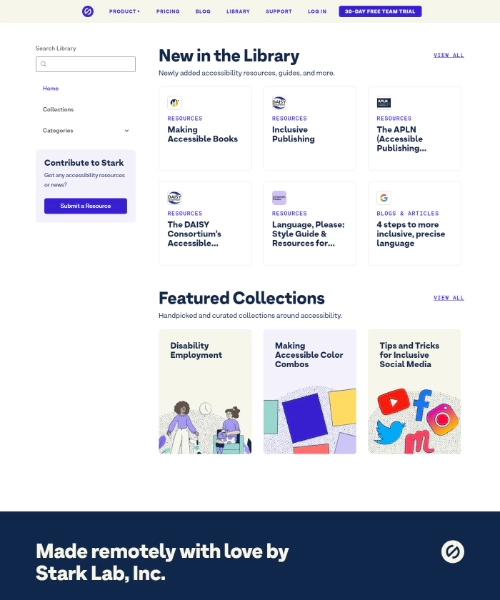 PRODUCT
PRICING
BLOG
LIBRARY
SUPPORT
LOG IN
30-DAY FREE TEAM TRIAL
Search Library
Home
Collections
Categories
Contribute to Stark
Got any accessibility resources
or news?
Submit a Resource
New in the Library
VIEW ALL
Newly added accessibility resources, guides, and more.
RESOURCES
Making
Accessible Books
RESOURCES
Inclusive
Publishing
RESOURCES
The APLN
(Accessible
Publishing...
RESOURCES
The DAISY
Consortium's
Accessible...
RESOURCES
Language, Please:
Style Guide &
Resources for...
BLOGS & ARTICLES
4 steps to more
inclusive, precise
language
Featured Collections
VIEW ALL
Handpicked and curated collections around accessibility.
Disability
Employment
Making
Accessible Color
Combos
Tips and Tricks
for Inclusive
Social Media
Made remotely with love by
Stark Lab, Inc.